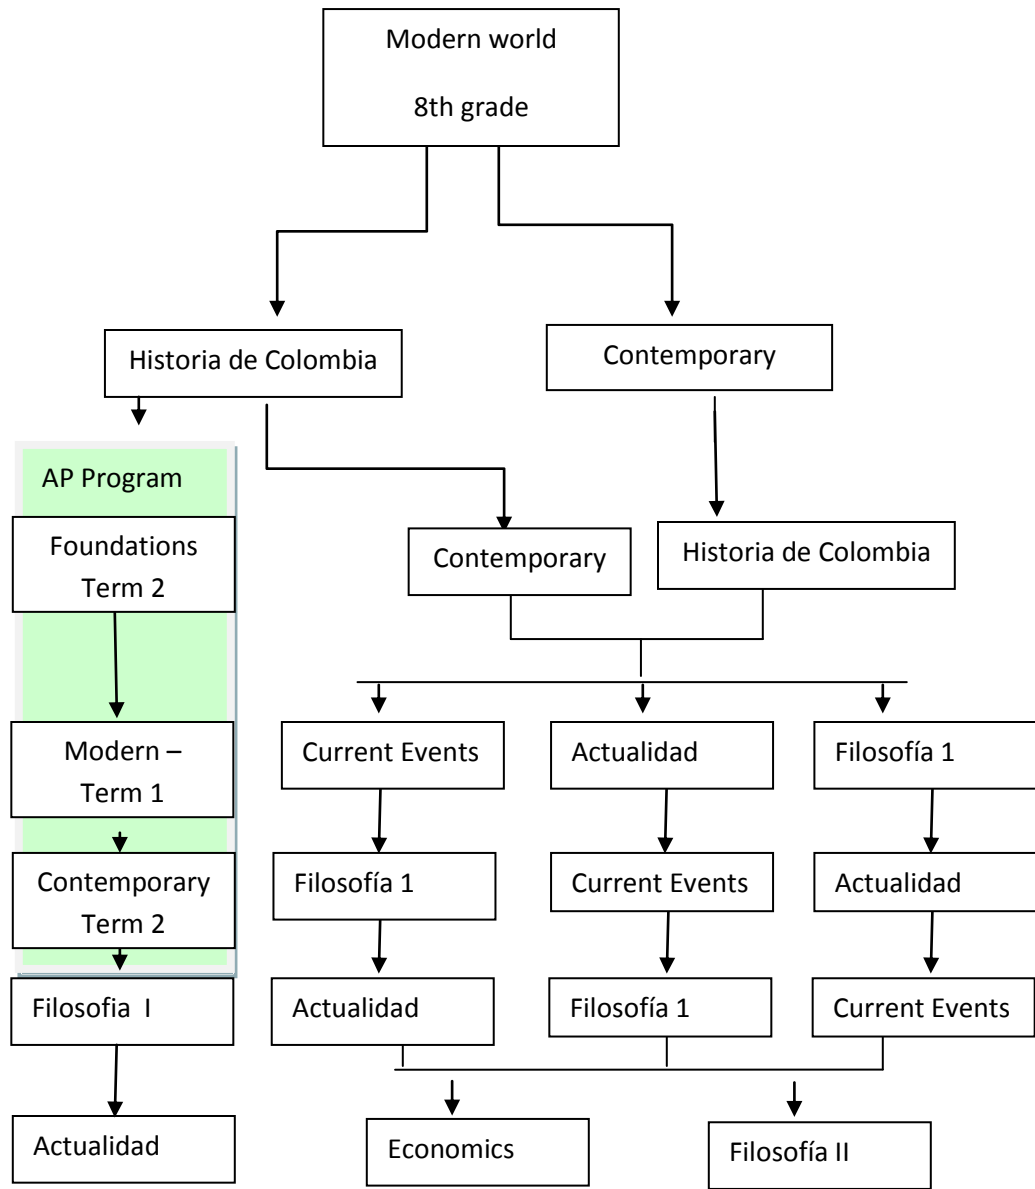 Modern world
8th grade
Historia de Colombia
Contemporary
AP Program
Foundations
Term 2
Contemporary
Historia de Colombia
Modern –
Term 1
Current Events
Actualidad
Filosofía 1
Contemporary
Term 2
Filosofía 1
Current Events
Actualidad
Filosofia I
Actualidad
Filosofía 1
Current Events
Actualidad
Economics
Filosofía II